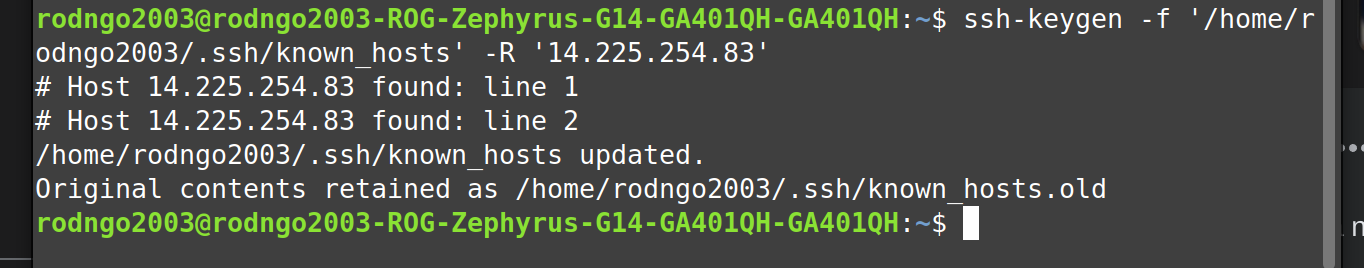 rodngo2003@rodngo2003-ROG-Zephyrus-G14-GA401QH-GA401QH:~$ ssh-keygen -f '/home/r
odngo2003/.ssh/known_hosts' -R '14.225.254.83'
# Host 14.225.254.83 found: line 1
# Host 14.225.254.83 found: line 2
/home/rodngo2003/.ssh/known_hosts updated.
Original contents retained as /home/rodngo2003/.ssh/known_hosts.old
rodngo2003@rodngo2003-ROG-Zephyrus-G14-GA401QH-GA401QH:~$